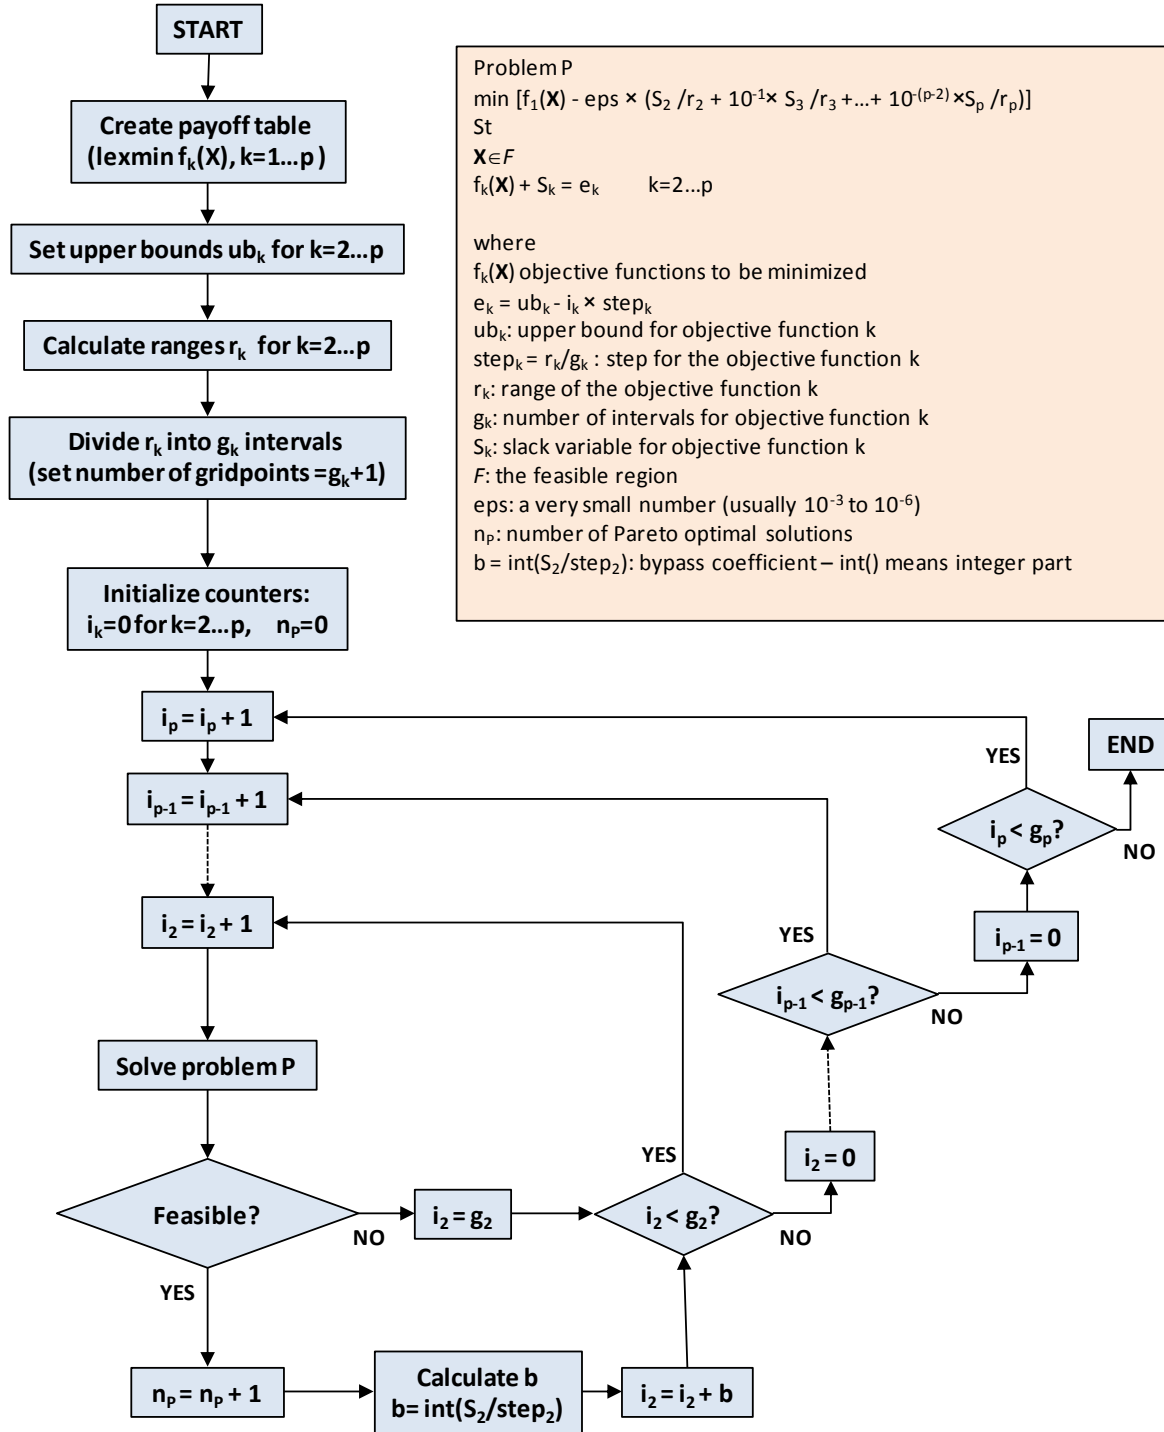 START
Create payoff table
(lexmin fₖ(X), k=1...p )
Set upper bounds ubₖ for k=2...p
Calculate ranges rₖ for k=2...p
Divide rₖ into gₖ intervals
(set number of gridpoints =gₖ+1)
Initialize counters:
iₖ=0 for k=2...p, nₚ=0
Problem P
min [f₁(X) - eps × (S₂ /r₂ + 10⁻¹× S₃ /r₃ +...+ 10⁻⁽ᵖ⁻²⁾ ×Sₚ /rₚ)]
St
X∈F
fₖ(X) + Sₖ = eₖ k=2...p
where
fₖ(X) objective functions to be minimized
eₖ = ubₖ - iₖ × stepₖ
ubₖ: upper bound for objective function k
stepₖ = rₖ/gₖ : step for the objective function k
rₖ: range of the objective function k
gₖ: number of intervals for objective function k
Sₖ: slack variable for objective function k
F: the feasible region
eps: a very small number (usually 10⁻³ to 10⁻⁶)
nₚ: number of Pareto optimal solutions
b = int(S₂/step₂): bypass coefficient – int() means integer part
iₚ = iₚ + 1
iₚ₋₁ = iₚ₋₁ + 1
i₂ = i₂ + 1
Solve problem P
Feasible?
NO
YES
i₂ = g₂
nₚ = nₚ + 1
Calculate b
b= int(S₂/step₂)
i₂ = i₂ + b
i₂ < g₂?
YES
NO
i₂ = 0
iₚ₋₁ < gₚ₋₁?
YES
NO
iₚ₋₁ = 0
iₚ < gₚ?
YES
NO
END